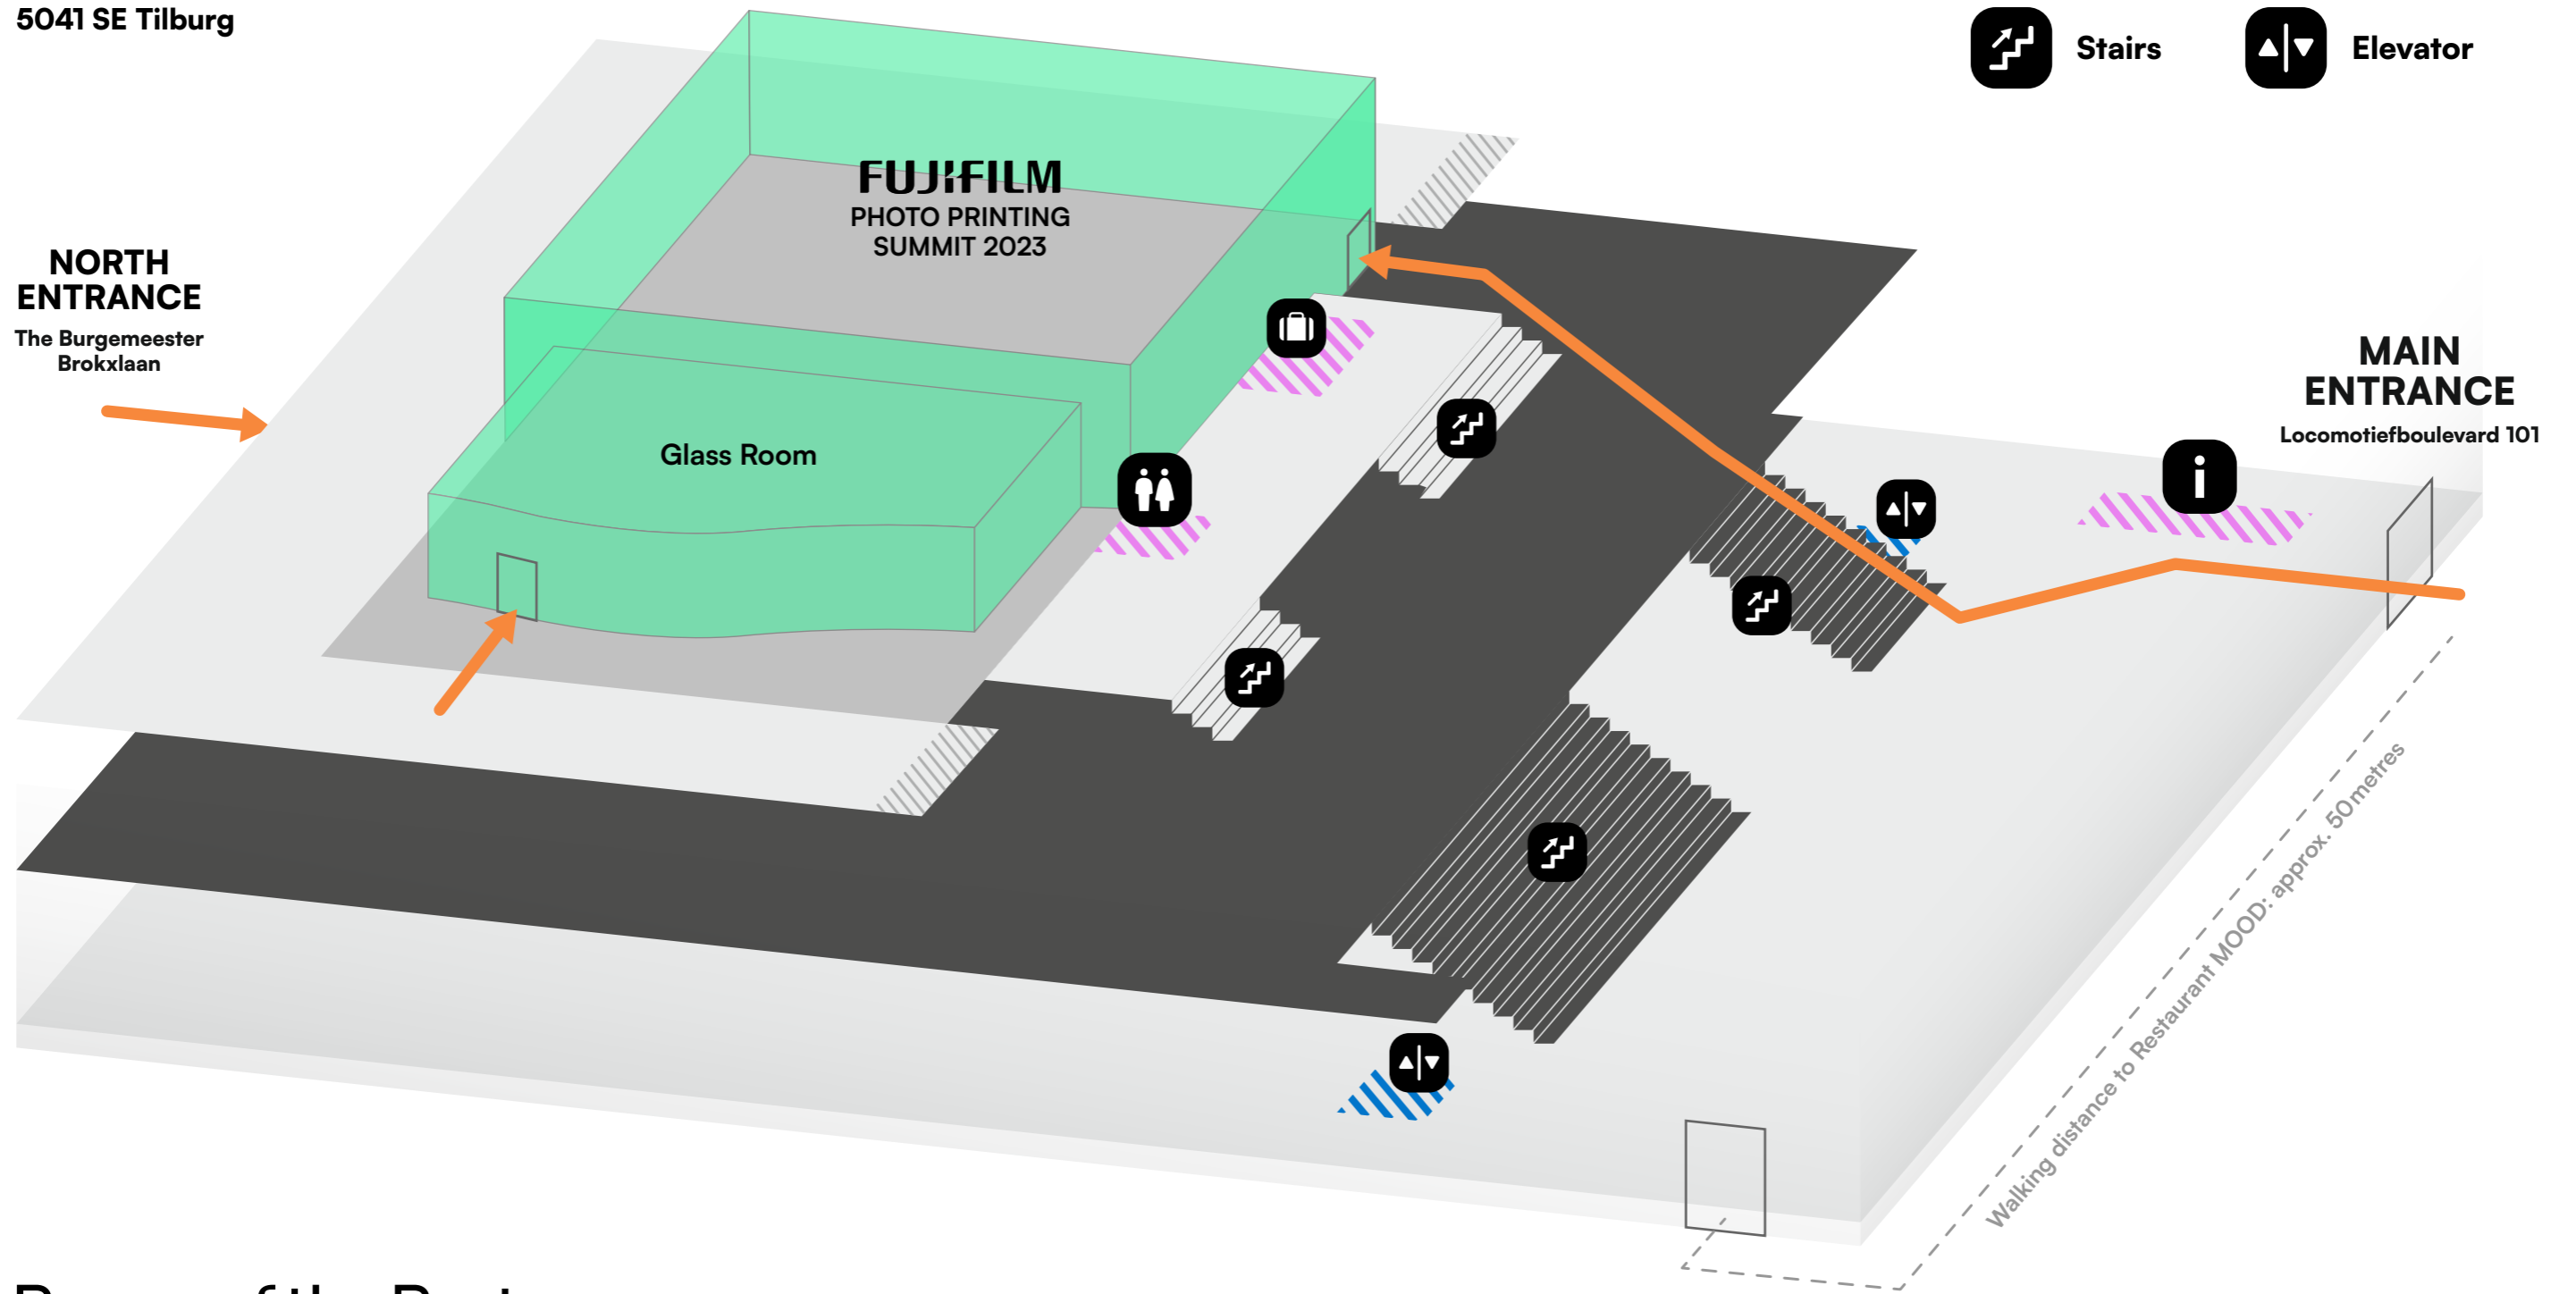 5041 SE Tilburg
Stairs
Elevator
FUJIFILM
PHOTO PRINTING
SUMMIT 2023
NORTH
ENTRANCE
The Burgemeester
Brokxlaan
MAIN
ENTRANCE
Locomotiefboulevard 101
Glass Room
i
Walking distance to Restaurant MOOD: approx. 50metres